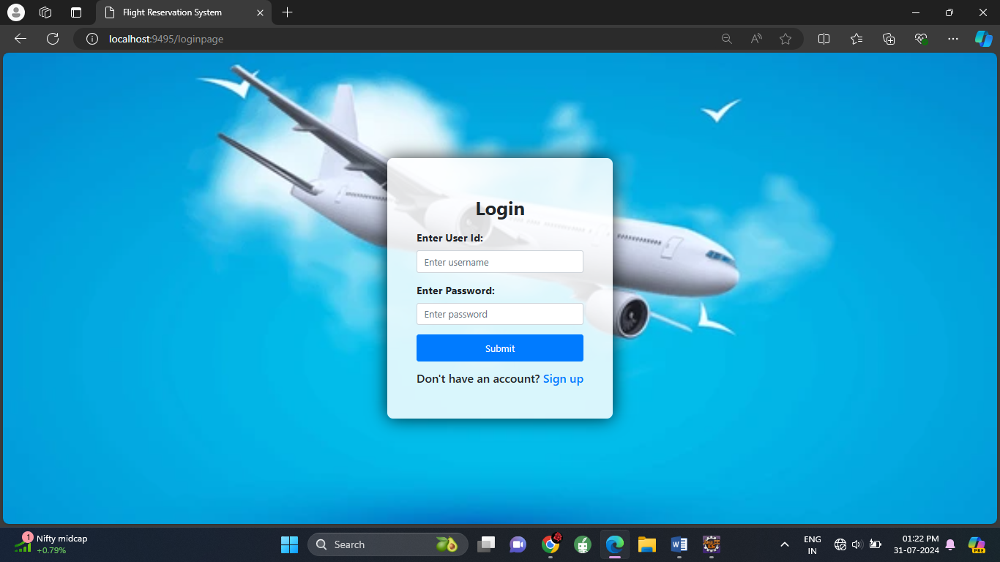 Flight Reservation System
localhost:9495/loginpage
Login
Enter User Id:
Enter username
Enter Password:
Enter password
Submit
Don't have an account? Sign up
1
Nifty midcap
+0.79%
Search
ENG
IN
01:22 PM
31-07-2024
PRE